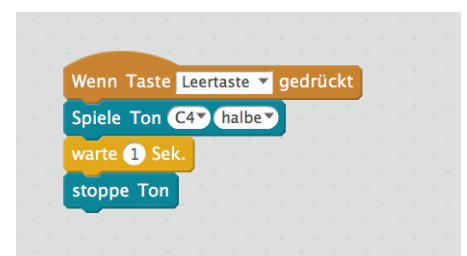 Wenn Taste Leertaste gedrückt
Spiele Ton C4 halbe
warte 1 Sek.
stoppe Ton